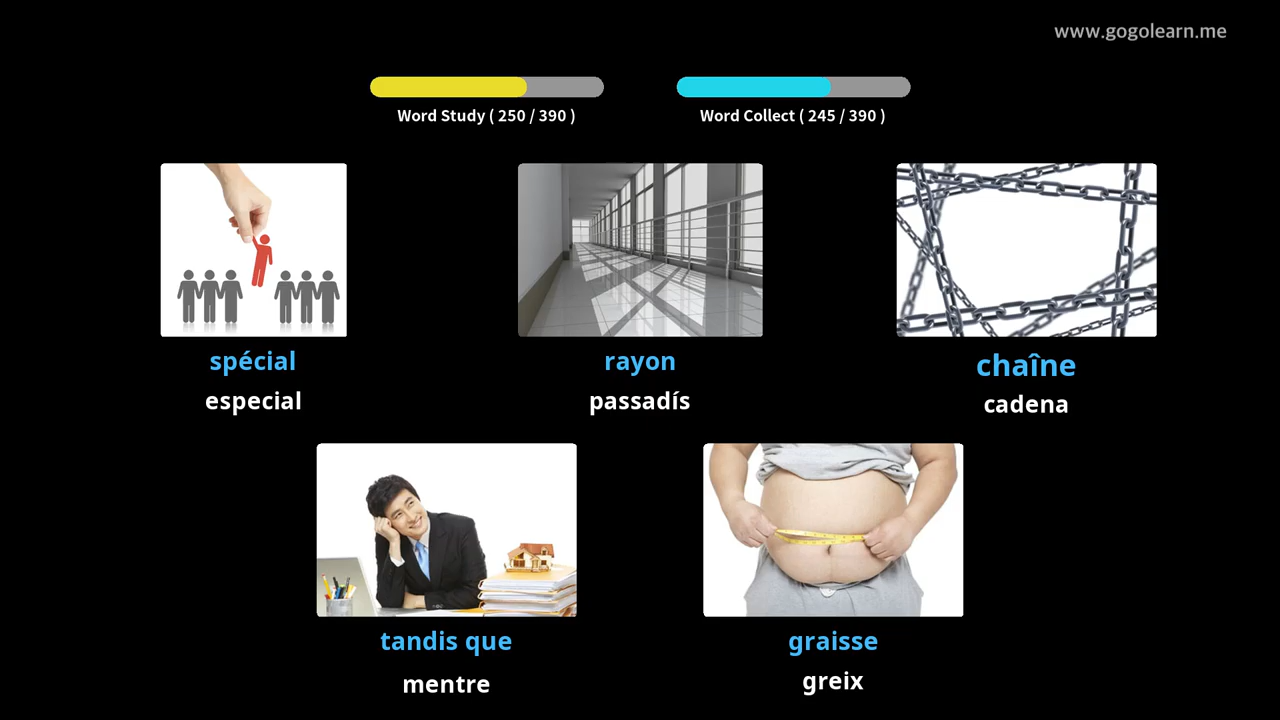 www.gogolearn.me
Word Study ( 250 / 390 )
Word Collect ( 245 / 390 )
spécial
especial
rayon
passadís
chaîne
cadena
tandis que
mentre
graisse
greix